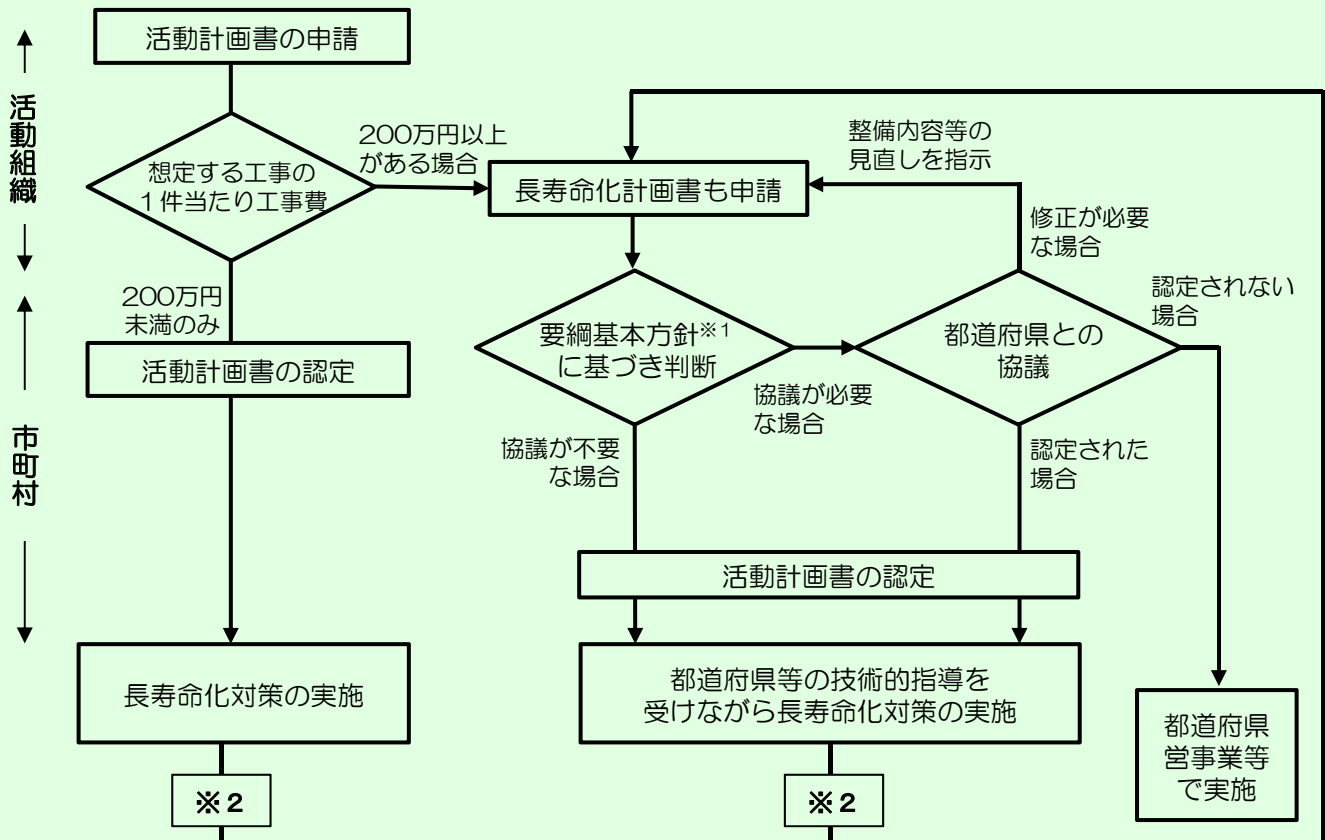 活動計画書の申請
活動組織
市町村
想定する工事の
1件当たり工事費
200万円以上
がある場合
200万円
未満のみ
活動計画書の認定
長寿命化対策の実施
※2
長寿命化計画書も申請
整備内容等の
見直しを指示
修正が必要
な場合
要綱基本方針※1
に基づき判断
協議が必要
な場合
都道府県との
協議
認定されない
場合
協議が不要
な場合
認定された
場合
活動計画書の認定
都道府県等の技術的指導を
受けながら長寿命化対策の実施
※2
都道府県
営事業等
で実施